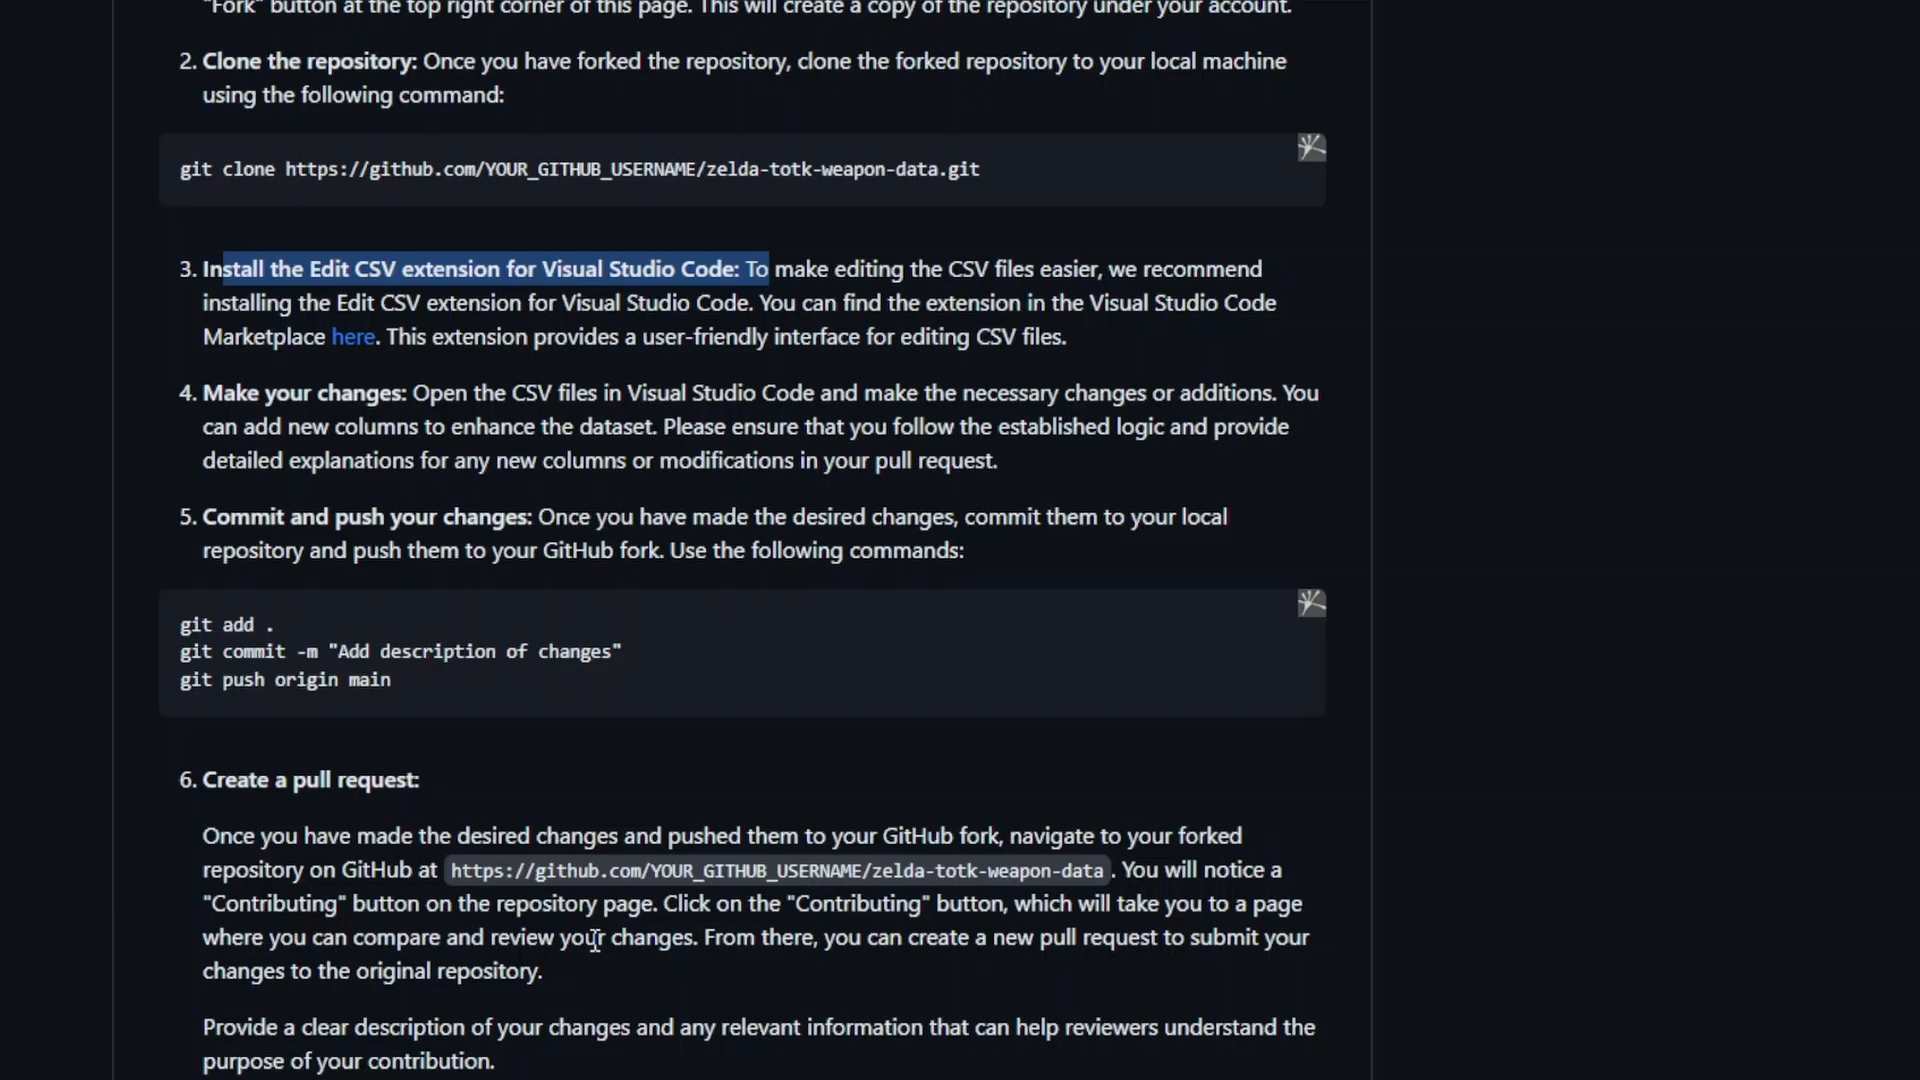 "Fork" button at the top right corner of this page. This will create a copy of the repository under your account.
2. Clone the repository: Once you have forked the repository, clone the forked repository to your local machine
using the following command:
git clone https://github.com/YOUR_GITHUB_USERNAME/zelda-totk-weapon-data.git
3. Install the Edit CSV extension for Visual Studio Code: To make editing the CSV files easier, we recommend
installing the Edit CSV extension for Visual Studio Code. You can find the extension in the Visual Studio Code
Marketplace here. This extension provides a user-friendly interface for editing CSV files.
4. Make your changes: Open the CSV files in Visual Studio Code and make the necessary changes or additions. You
can add new columns to enhance the dataset. Please ensure that you follow the established logic and provide
detailed explanations for any new columns or modifications in your pull request.
5. Commit and push your changes: Once you have made the desired changes, commit them to your local
repository and push them to your GitHub fork. Use the following commands:
git add .
git commit -m "Add description of changes"
git push origin main
6. Create a pull request:
Once you have made the desired changes and pushed them to your GitHub fork, navigate to your forked
repository on GitHub at https://github.com/YOUR_GITHUB_USERNAME/zelda-totk-weapon-data. You will notice a
"Contributing" button on the repository page. Click on the "Contributing" button, which will take you to a page
where you can compare and review your changes. From there, you can create a new pull request to submit your
changes to the original repository.
Provide a clear description of your changes and any relevant information that can help reviewers understand the
purpose of your contribution.